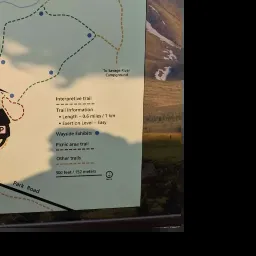 To Savage River
Campground
Interpretive trail
Trail information
• Length – 0.6 miles / 1 km
• Exertion Level – Easy
Wayside Exhibits
Picnic area trail
Other trails
Park Road